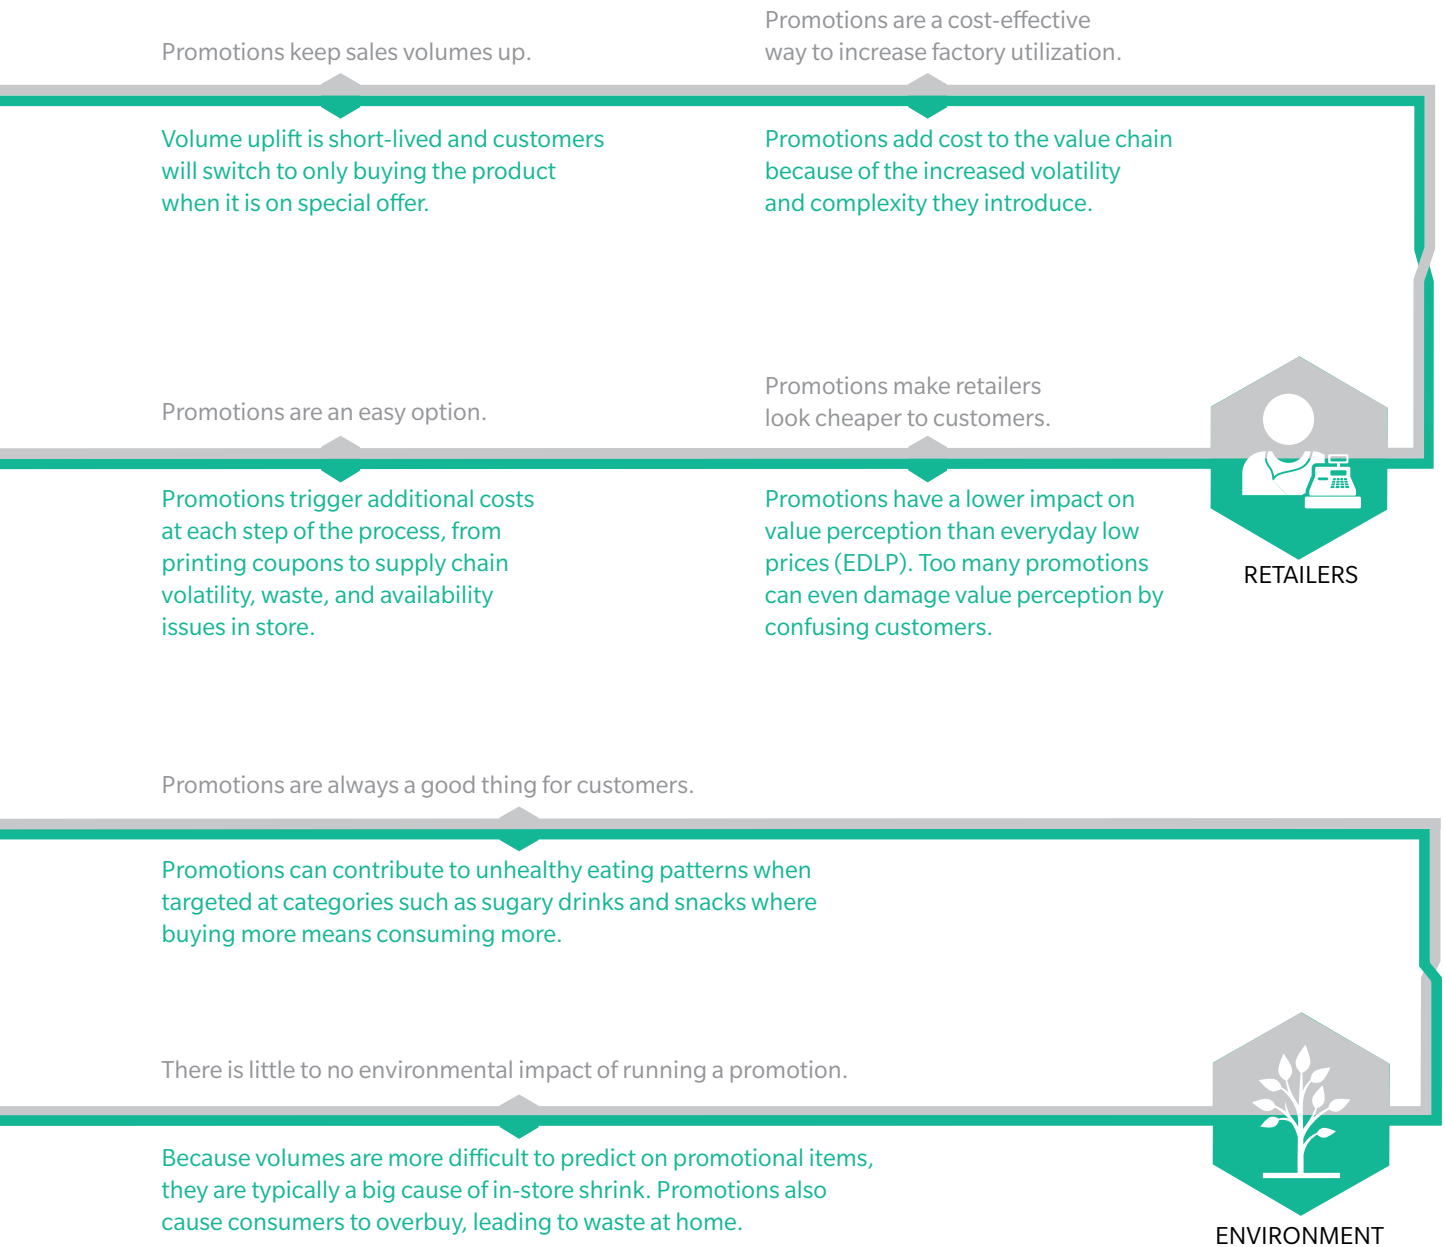 Promotions keep sales volumes up.
Promotions are a cost-effective
way to increase factory utilization.
Volume uplift is short-lived and customers
will switch to only buying the product
when it is on special offer.
Promotions add cost to the value chain
because of the increased volatility
and complexity they introduce.
Promotions are an easy option.
Promotions make retailers
look cheaper to customers.
Promotions trigger additional costs
at each step of the process, from
printing coupons to supply chain
volatility, waste, and availability
issues in store.
Promotions have a lower impact on
value perception than everyday low
prices (EDLP). Too many promotions
can even damage value perception by
confusing customers.
RETAILERS
Promotions are always a good thing for customers.
Promotions can contribute to unhealthy eating patterns when
targeted at categories such as sugary drinks and snacks where
buying more means consuming more.
There is little to no environmental impact of running a promotion.
Because volumes are more difficult to predict on promotional items,
they are typically a big cause of in-store shrink. Promotions also
cause consumers to overbuy, leading to waste at home.
ENVIRONMENT